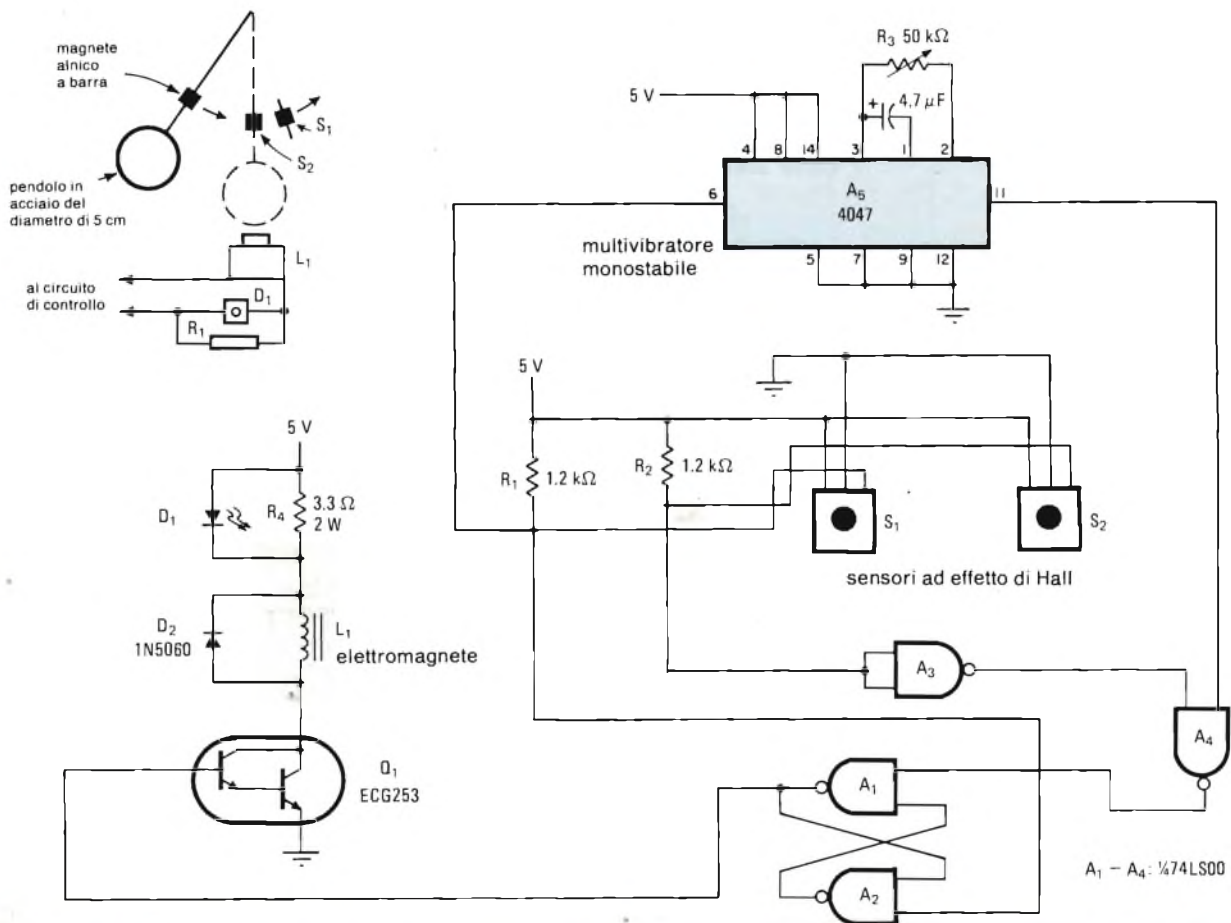 magnete
alnico
a barra
S₁
S₂
pendolo in
acciaio del
diametro di 5 cm
L₁
al circuito
di controllo
D₁
R₁
R₃ 50 kΩ
4,7 μF
+
5 V
4 8 14 3 1 2
6
A₅
4047
11
multivibratore
monostabile
5 7 9 12
5 V
R₁ 1.2 kΩ
R₂ 1.2 kΩ
S₁
S₂
sensori ad effetto di Hall
5 V
D₁
R₄
3.3 Ω
2 W
D₂
1N5060
L₁
elettromagnete
Q₁
ECG253
A₃
A₄
A₁
A₂
A₁ – A₄: ¼74LS00